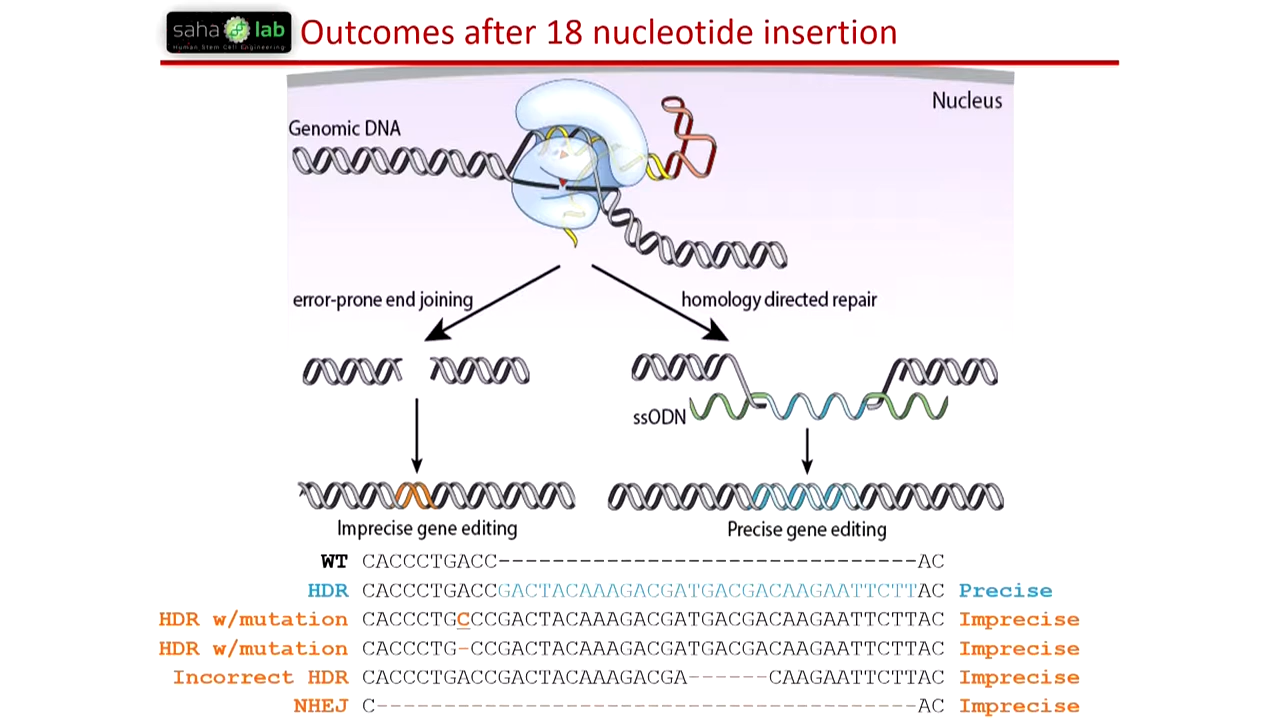 saha lab
Human Stem Cell Engineering
Outcomes after 18 nucleotide insertion
Nucleus
Genomic DNA
error-prone end joining
homology directed repair
ssODN
Imprecise gene editing
Precise gene editing
WT CACCCTGACC-------------------------------AC
HDR CACCCTGACCGACTACAAAGACGATGACGACAAGAATTCTTAC Precise
HDR w/mutation CACCCTGCCCGACTACAAAGACGATGACGACAAGAATTCTTAC Imprecise
HDR w/mutation CACCCTG-CCGACTACAAAGACGATGACGACAAGAATTCTTAC Imprecise
Incorrect HDR CACCCTGACCGACTACAAAGACGA------CAAGAATTCTTAC Imprecise
NHEJ C----------------------------------------AC Imprecise